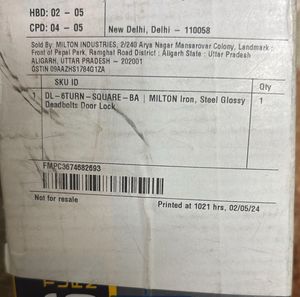 HBD: 02 - 05
CPD: 04 - 05
New Delhi, Delhi - 110058
Sold By: MILTON INDUSTRIES, 2/240 Arya Nagar Mansarovar Colony, Landmark :
Front of Pepal Park, Ramghat Road District : Aligarh State : Uttar Pradesh
ALIGARH, UTTAR PRADESH - 202001
GSTIN 09AAZHS1784G1ZA
SKU ID
QTY
1 DL-6TURN-SQUARE-BA | MILTON Iron, Steel Glossy 1
Deadbolts Door Lock
FMPC3674682693
Not for resale
Printed at 1021 hrs, 02/05/24